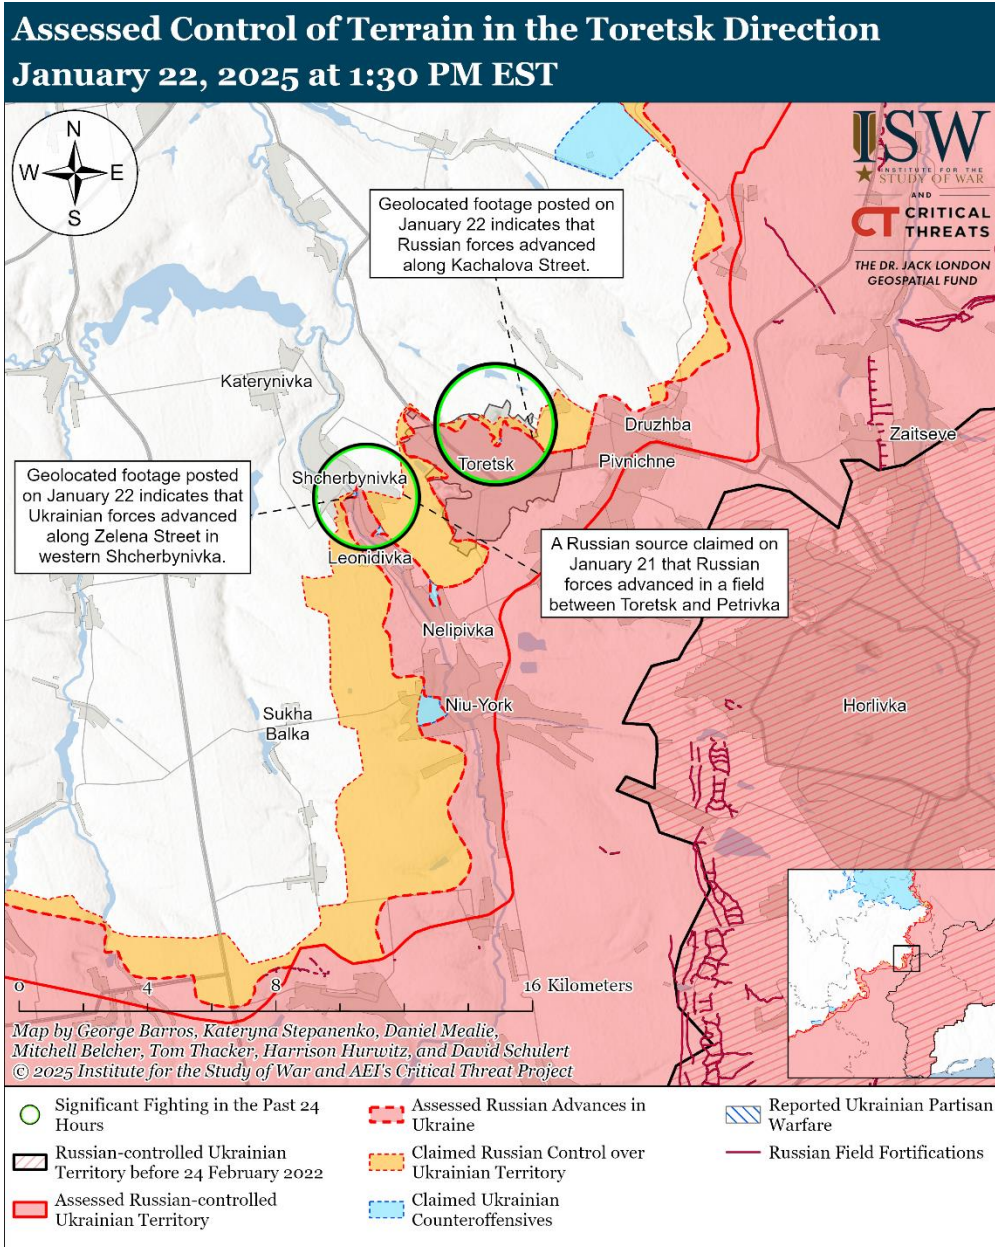 Assessed Control of Terrain in the Toretsk Direction
January 22, 2025 at 1:30 PM EST
N
W
E
S
ISW
INSTITUTE FOR THE
STUDY OF WAR
AND
CT CRITICAL
THREATS
THE DR. JACK LONDON
GEOSPATIAL FUND
Geolocated footage posted on
January 22 indicates that
Russian forces advanced
along Kachalova Street.
Katerynivka
Druzhba
Zaitseve
Toretsk
Pivnichne
Shcherbynivka
Geolocated footage posted
on January 22 indicates that
Ukrainian forces advanced
along Zelena Street in
western Shcherbynivka.
Leonidivka
A Russian source claimed on
January 21 that Russian
forces advanced in a field
between Toretsk and Petrivka
Nelipivka
Niu-York
Horlivka
Sukha
Balka
0 4 8 16 Kilometers
Map by George Barros, Kateryna Stepanenko, Daniel Mealie,
Mitchell Belcher, Tom Thacker, Harrison Hurwitz, and David Schulert
© 2025 Institute for the Study of War and AEI's Critical Threat Project
Significant Fighting in the Past 24
Hours
Russian-controlled Ukrainian
Territory before 24 February 2022
Assessed Russian-controlled
Ukrainian Territory
Assessed Russian Advances in
Ukraine
Claimed Russian Control over
Ukrainian Territory
Claimed Ukrainian
Counteroffensives
Reported Ukrainian Partisan
Warfare
Russian Field Fortifications